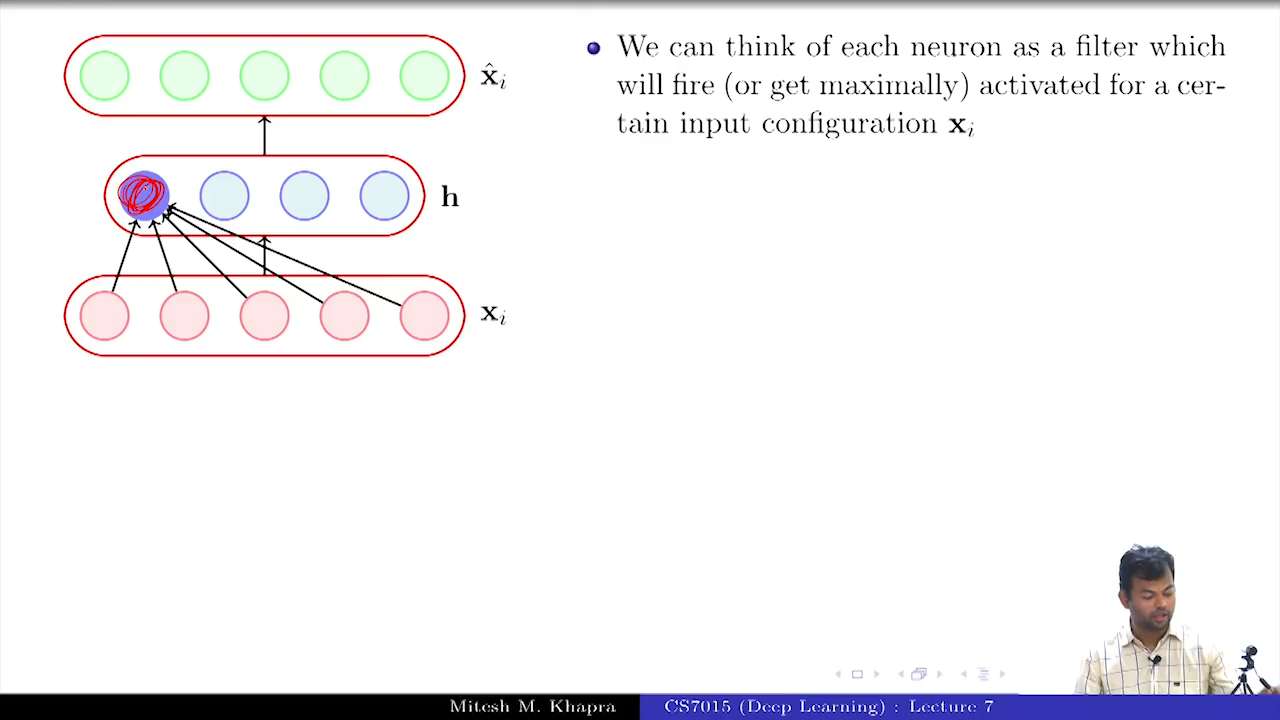 We can think of each neuron as a filter which
will fire (or get maximally) activated for a cer-
tain input configuration xᵢ
x̂ᵢ
h
xᵢ
Mitesh M. Khapra
CS7015 (Deep Learning) : Lecture 7